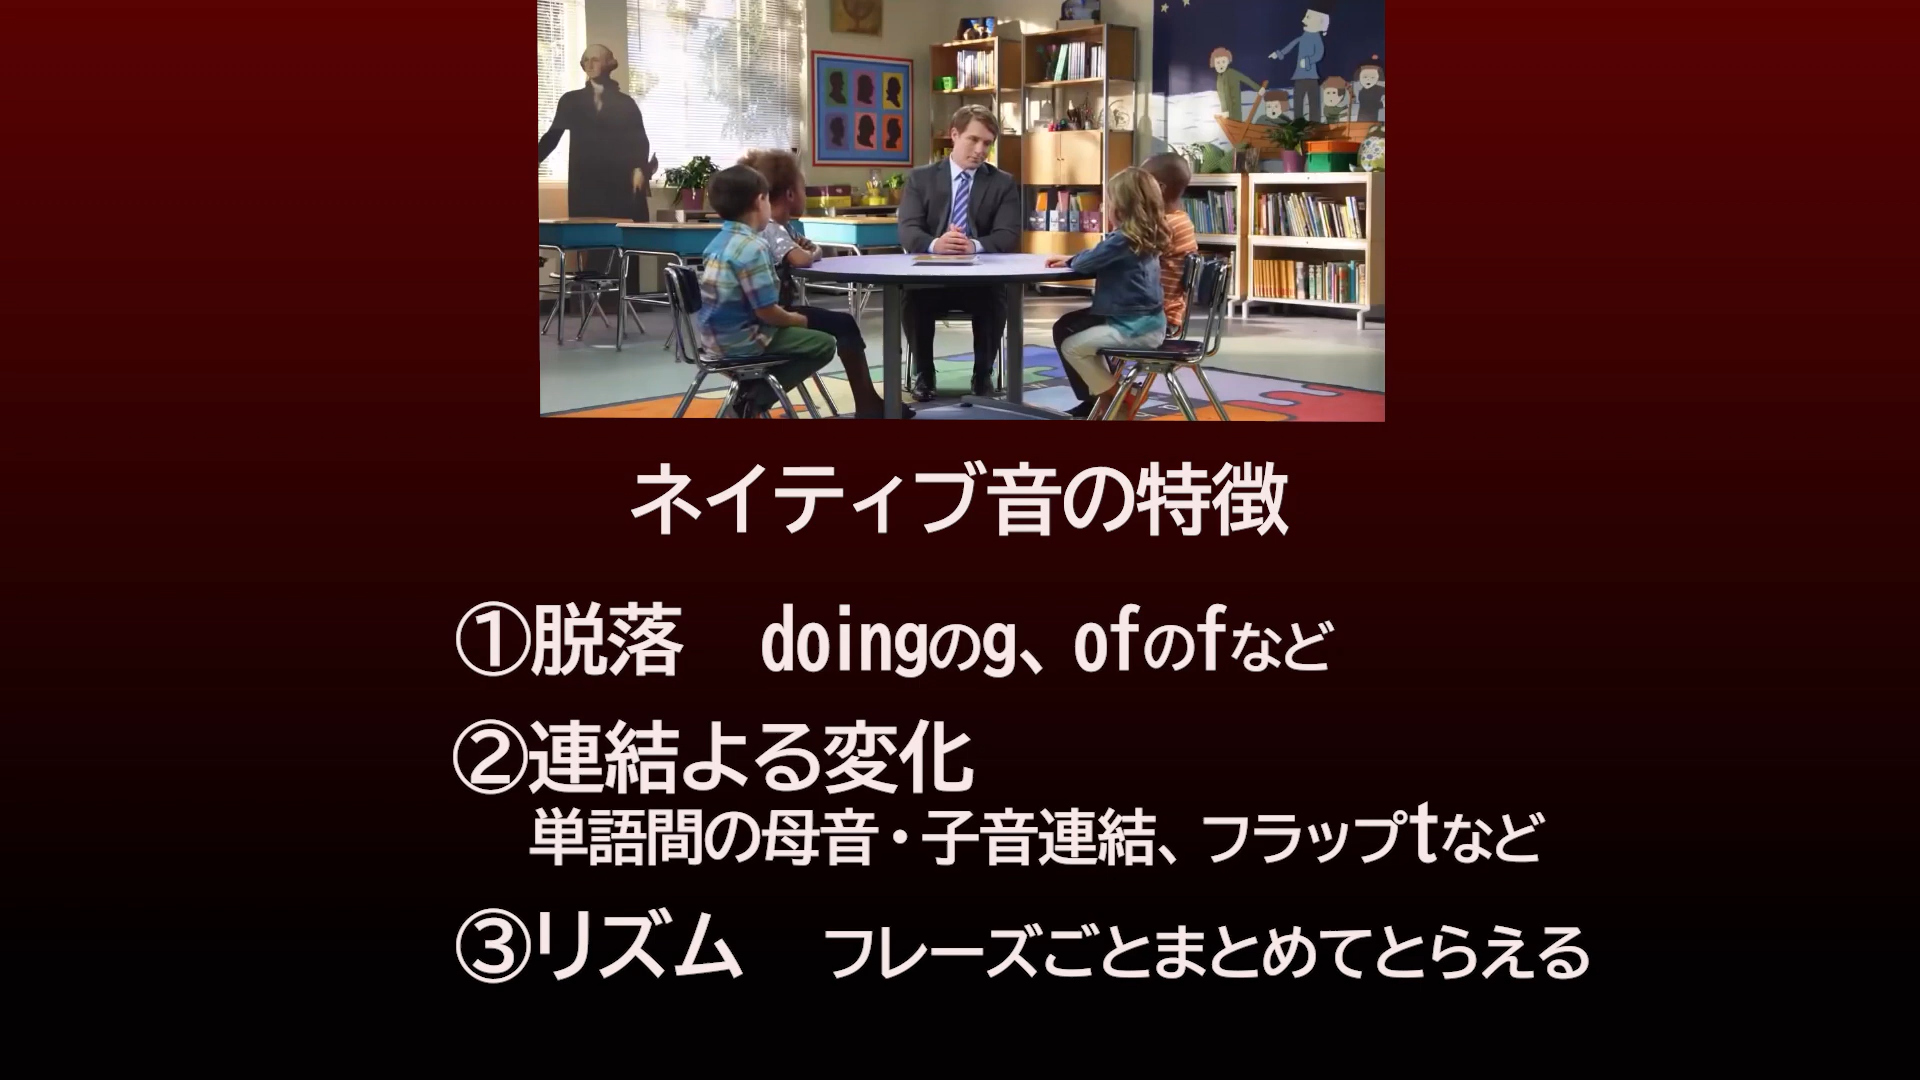 ネイティブ音の特徴
①脱落　doingのg、ofのfなど
②連結よる変化
単語間の母音・子音連結、フラップtなど
③リズム　フレーズごとまとめてとらえる